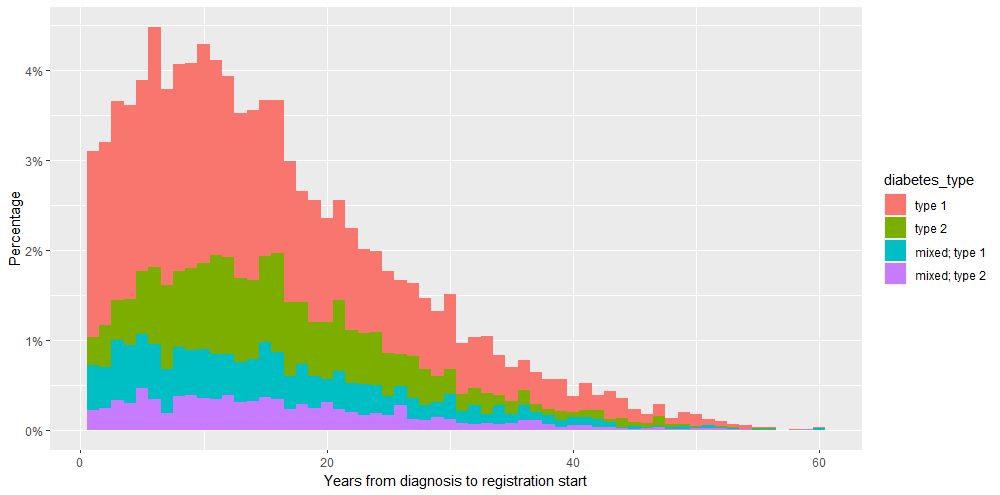 4%
3%
2%
1%
0%
Percentage
0
20
40
60
Years from diagnosis to registration start
diabetes_type
type 1
type 2
mixed; type 1
mixed; type 2